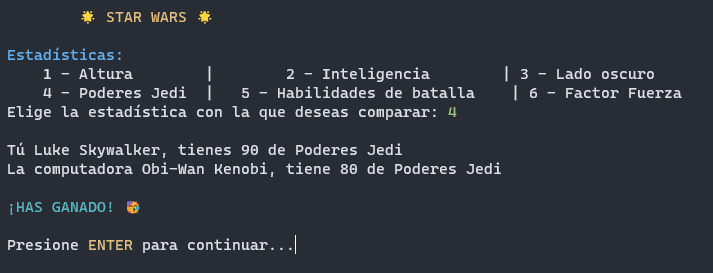 🌟 STAR WARS 🌟
Estadísticas:
1 - Altura | 2 - Inteligencia | 3 - Lado oscuro
4 - Poderes Jedi | 5 - Habilidades de batalla | 6 - Factor Fuerza
Elige la estadística con la que deseas comparar: 4
Tú Luke Skywalker, tienes 90 de Poderes Jedi
La computadora Obi-Wan Kenobi, tiene 80 de Poderes Jedi
¡HAS GANADO! 🥳
Presione ENTER para continuar...